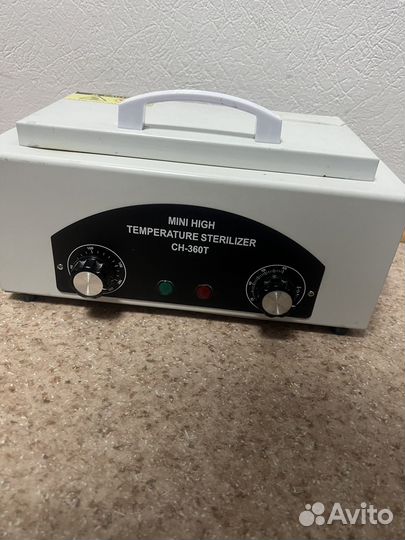 MINI HIGH
TEMPERATURE STERILIZER
CH-360T
Avito